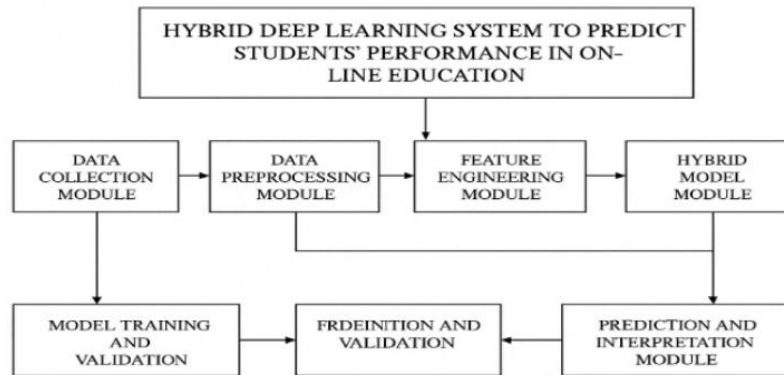 HYBRID DEEP LEARNING SYSTEM TO PREDICT
STUDENTS' PERFORMANCE IN ON-
LINE EDUCATION
DATA
COLLECTION
MODULE
DATA
PREPROCESSING
MODULE
FEATURE
ENGINEERING
MODULE
HYBRID
MODEL
MODULE
MODEL TRAINING
AND
VALIDATION
FRDEINITION AND
VALIDATION
PREDICTION AND
INTERPRETATION
MODULE